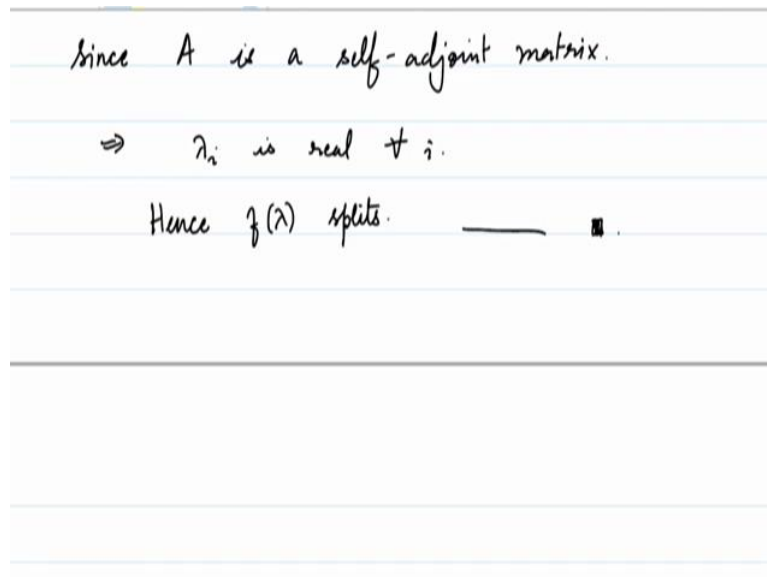 Since A is a self-adjoint matrix.
⇒ λᵢ is real ∀ i.
Hence f(λ) splits. —— ∎.